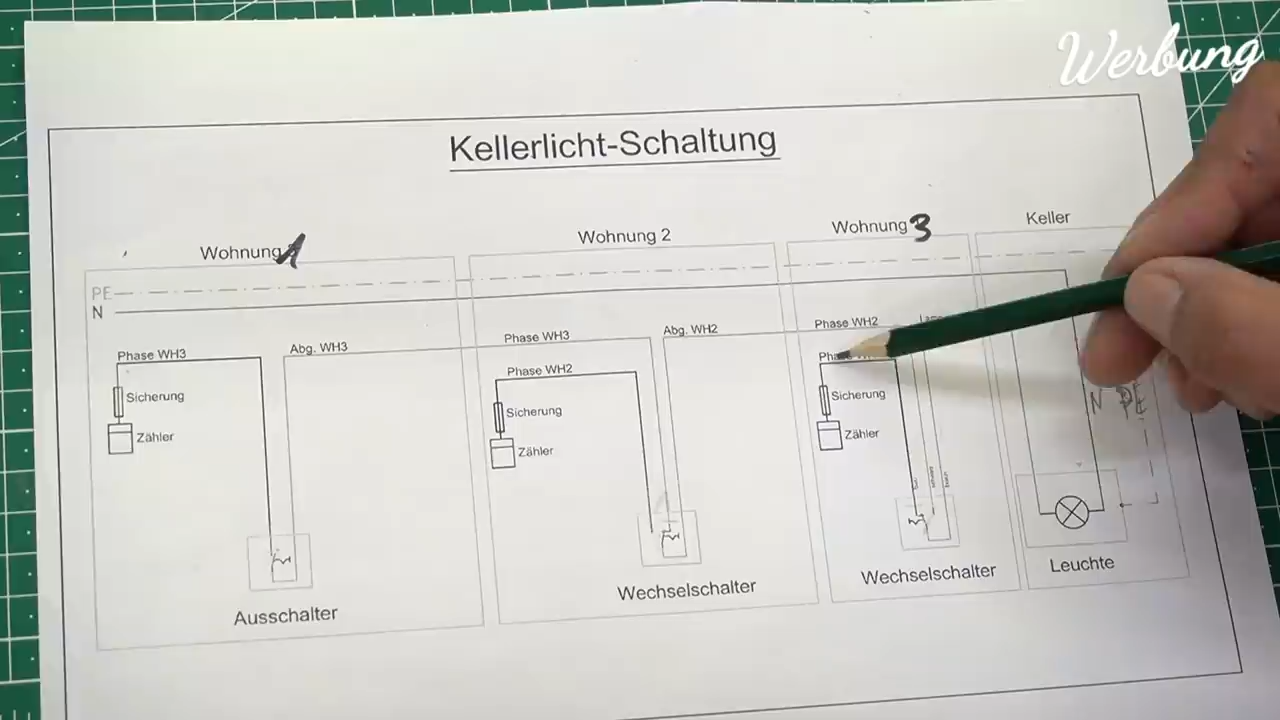 Werbung
Kellerlicht-Schaltung
Wohnung 1
Wohnung 2
Wohnung 3
Keller
PE
N
Phase WH3
Abg. WH3
Sicherung
Zähler
Ausschalter
Phase WH3
Abg. WH2
Phase WH2
Sicherung
Zähler
Wechselschalter
Phase WH2
Sicherung
Zähler
Wechselschalter
N PE
Leuchte